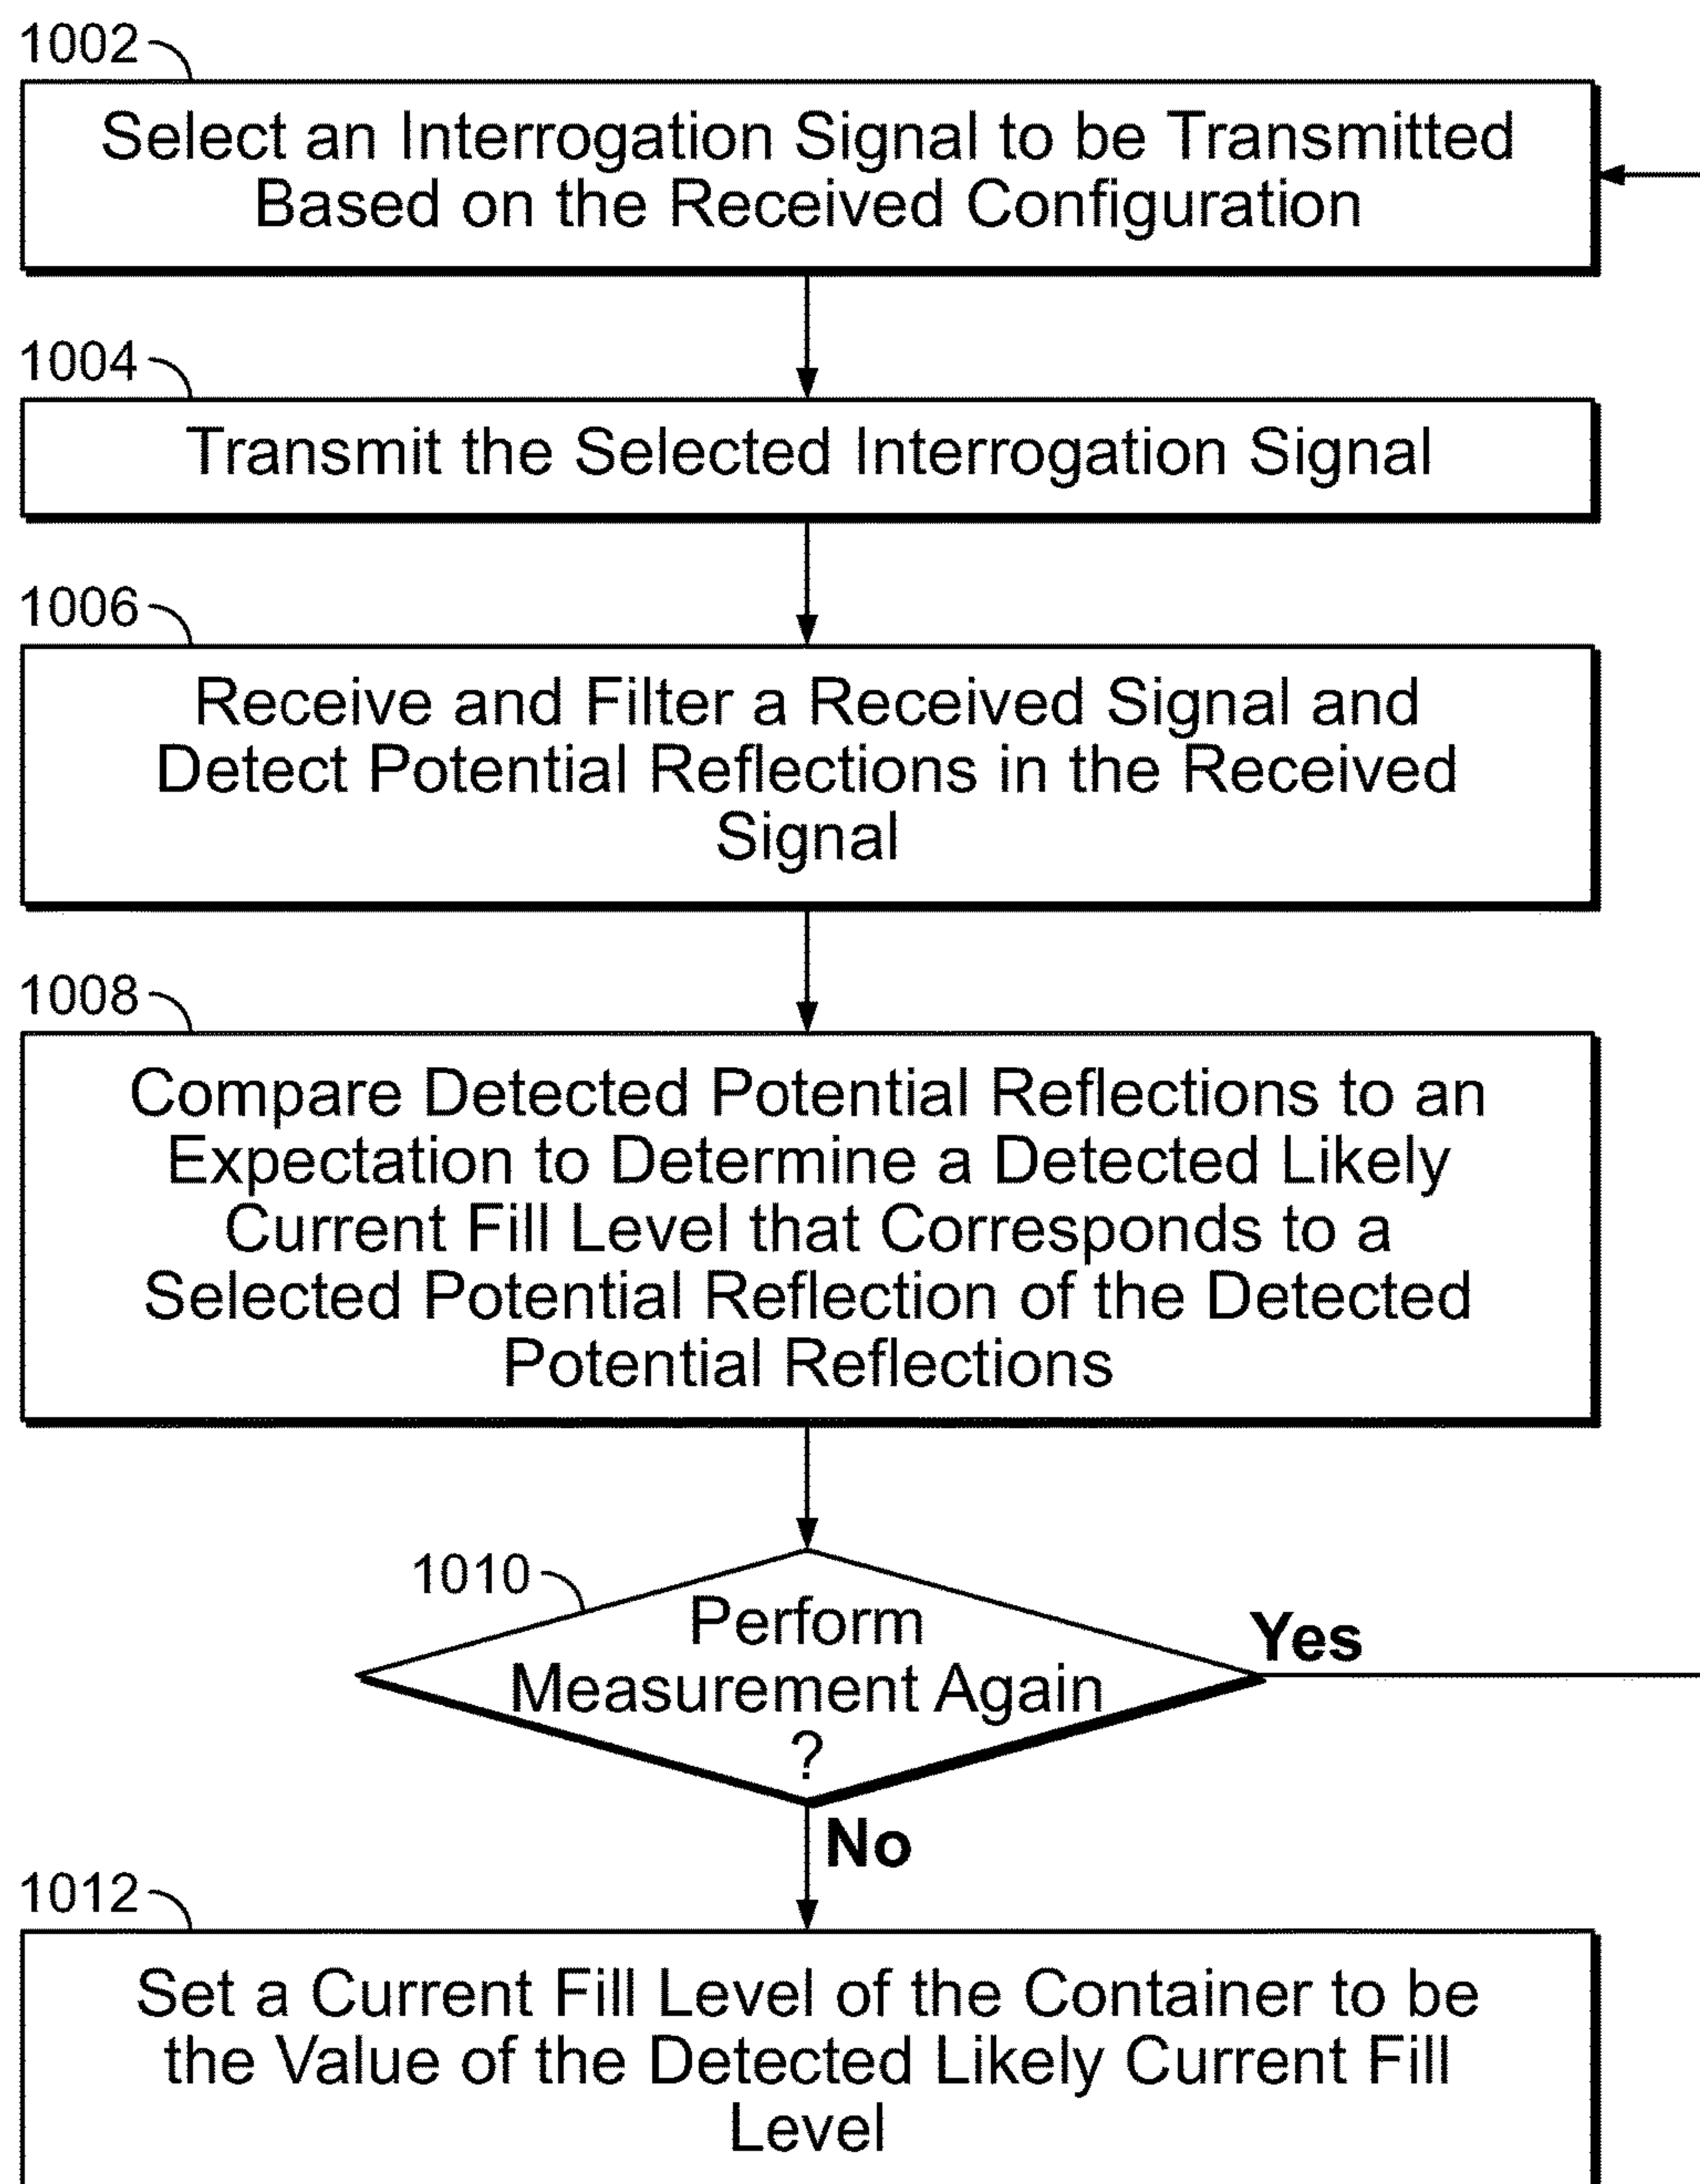 1002
Select an Interrogation Signal to be Transmitted
Based on the Received Configuration
1004
Transmit the Selected Interrogation Signal
1006
Receive and Filter a Received Signal and
Detect Potential Reflections in the Received
Signal
1008
Compare Detected Potential Reflections to an
Expectation to Determine a Detected Likely
Current Fill Level that Corresponds to a
Selected Potential Reflection of the Detected
Potential Reflections
1010
Perform
Measurement Again
?
Yes
No
1012
Set a Current Fill Level of the Container to be
the Value of the Detected Likely Current Fill
Level